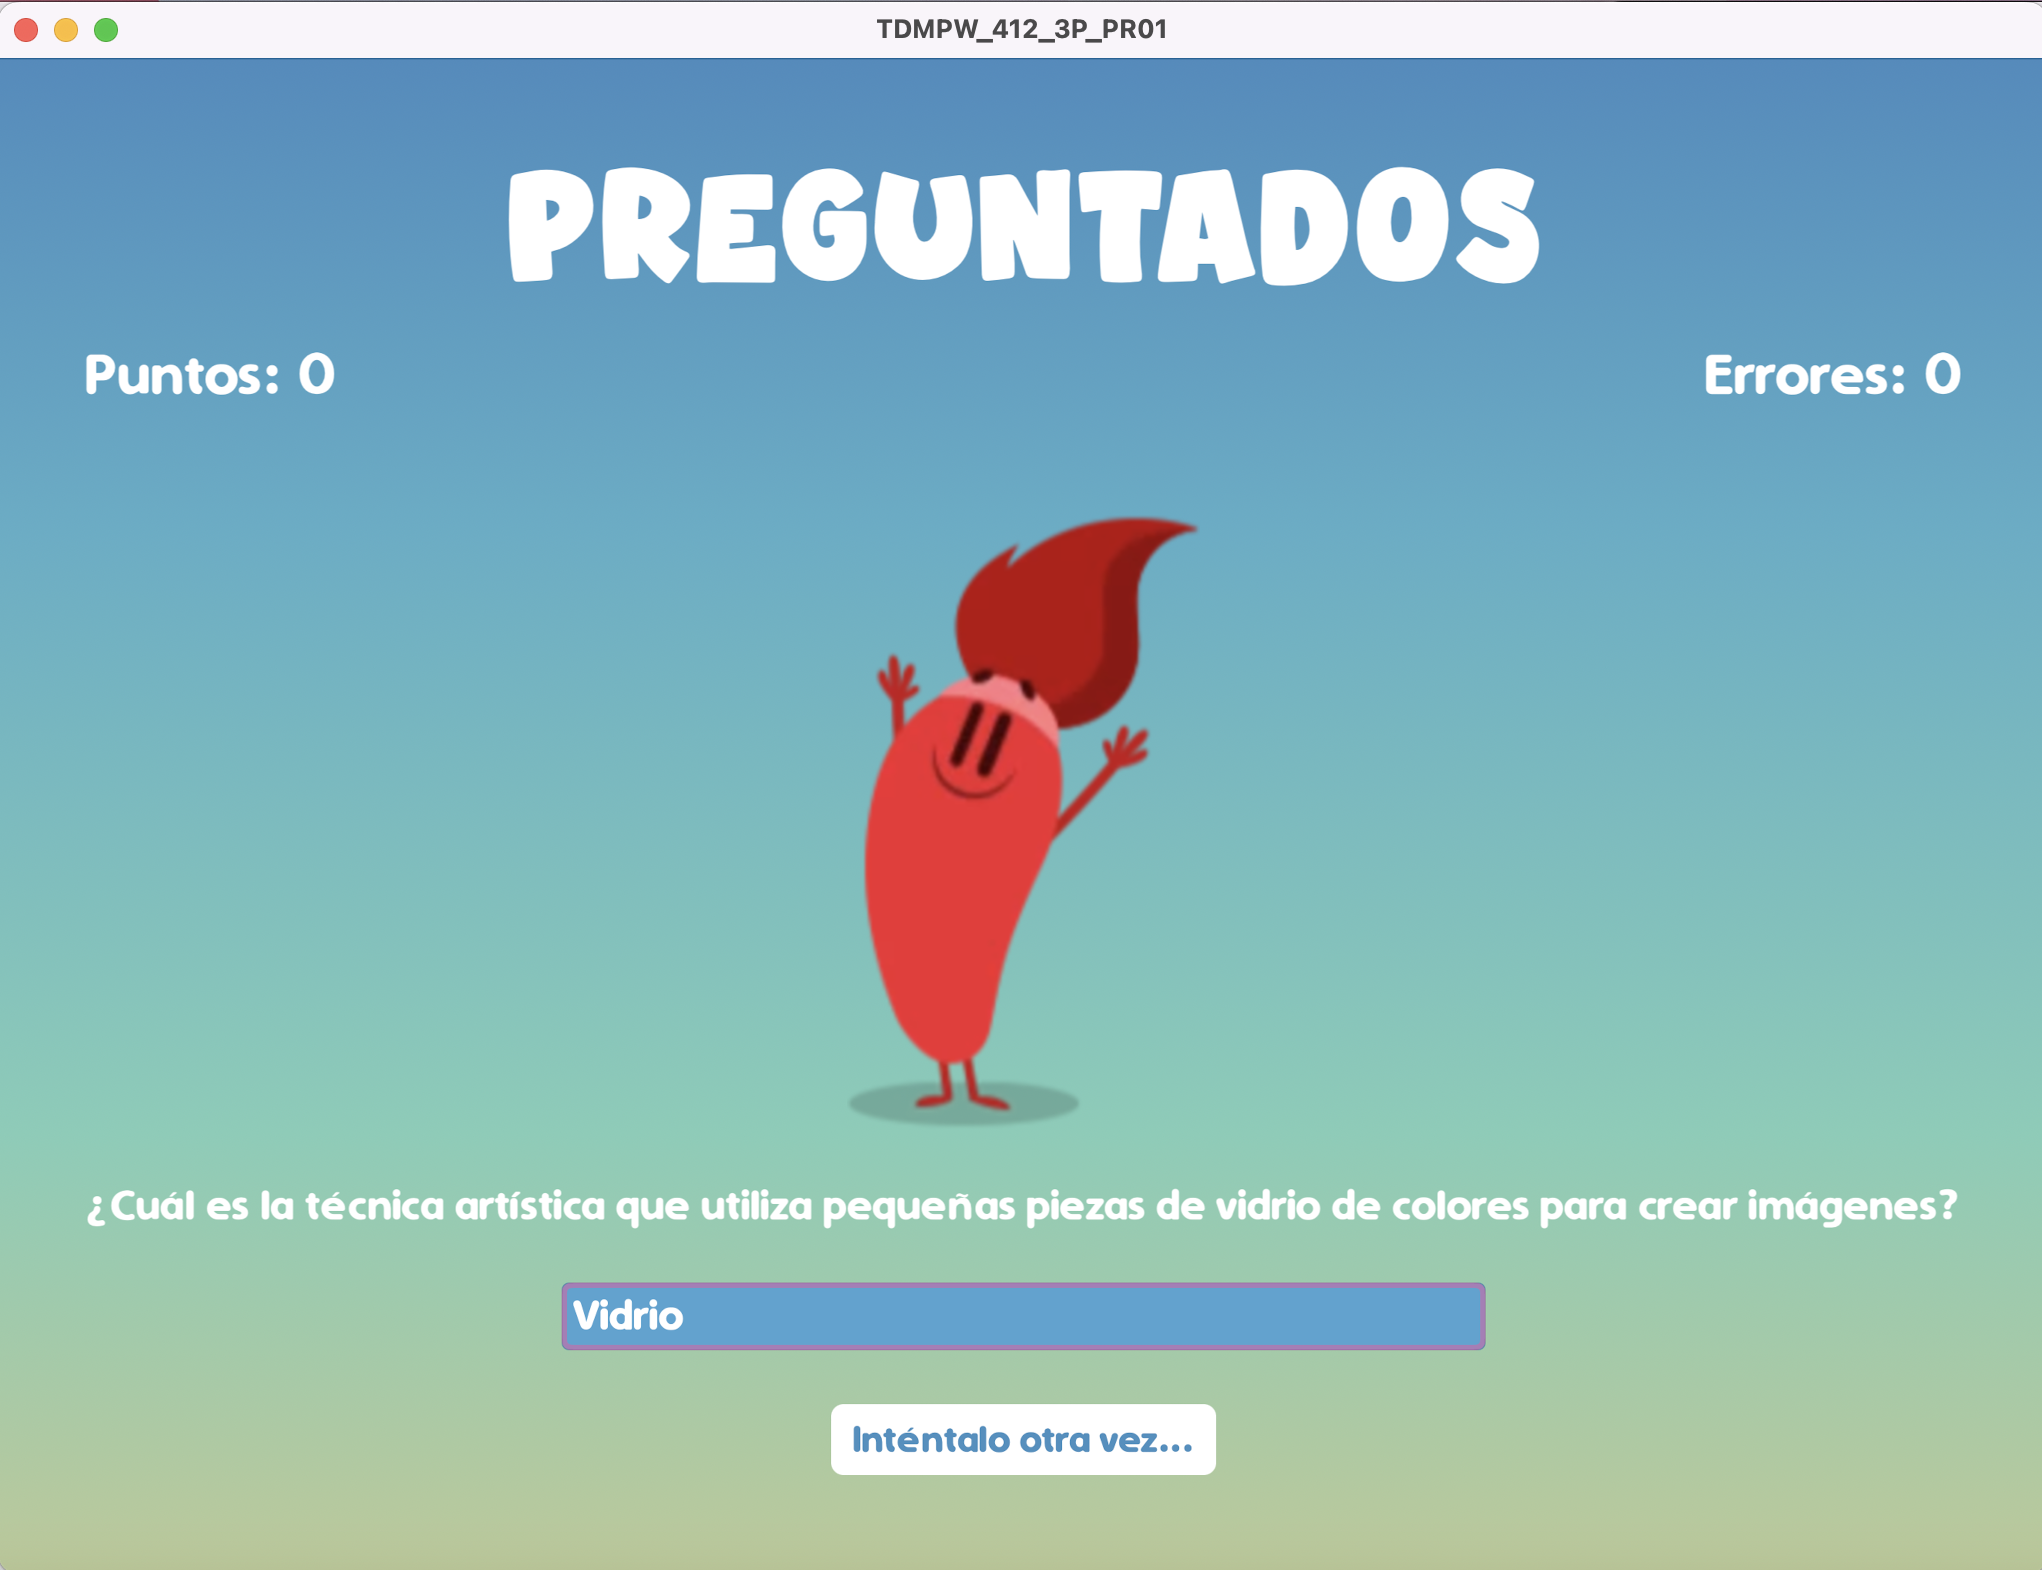 TDMPW_412_3P_PR01
PREGUNTADOS
Puntos: 0
Errores: 0
¿Cuál es la técnica artística que utiliza pequeñas piezas de vidrio de colores para crear imágenes?
Vidrio
Inténtalo otra vez...